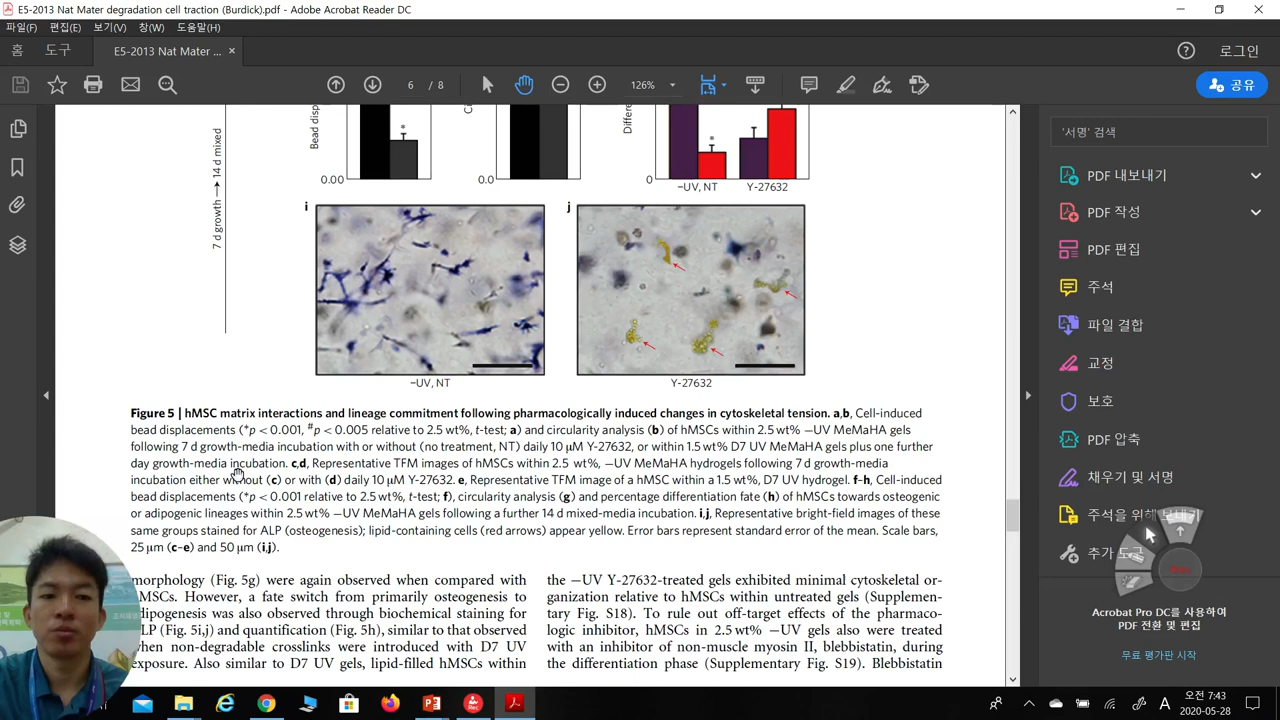 E5-2013 Nat Mater degradation cell traction (Burdick).pdf - Adobe Acrobat Reader DC
파일(F) 편집(E) 보기(V) 창(W) 도움말(H)
홈 도구 E5-2013 Nat Mater ... × 로그인
6 / 8 126% 공유
'서명' 검색
PDF 내보내기
PDF 작성
PDF 편집
주석
파일 결합
교정
보호
PDF 압축
채우기 및 서명
추가 도구
Acrobat Pro DC를 사용하여
PDF 전환 및 편집
무료 평가판 시작
7 d growth → 14 d mixed
Bead disp
0.00
*
Ci
0.0
Differe
0
*
−UV, NT Y-27632
i j
−UV, NT Y-27632
Figure 5 | hMSC matrix interactions and lineage commitment following pharmacologically induced changes in cytoskeletal tension. a,b, Cell-induced
bead displacements (*p < 0.001, #p < 0.005 relative to 2.5 wt%, t-test; a) and circularity analysis (b) of hMSCs within 2.5 wt% −UV MeMaHA gels
following 7 d growth-media incubation with or without (no treatment, NT) daily 10 μM Y-27632, or within 1.5 wt% D7 UV MeMaHA gels plus one further
day growth-media incubation. c,d, Representative TFM images of hMSCs within 2.5 wt%, −UV MeMaHA hydrogels following 7 d growth-media
incubation either without (c) or with (d) daily 10 μM Y-27632. e, Representative TFM image of a hMSC within a 1.5 wt%, D7 UV hydrogel. f–h, Cell-induced
bead displacements (*p < 0.001 relative to 2.5 wt%, t-test; f), circularity analysis (g) and percentage differentiation fate (h) of hMSCs towards osteogenic
or adipogenic lineages within 2.5 wt% −UV MeMaHA gels following a further 14 d mixed-media incubation. i,j, Representative bright-field images of these
same groups stained for ALP (osteogenesis); lipid-containing cells (red arrows) appear yellow. Error bars represent standard error of the mean. Scale bars,
25 μm (c–e) and 50 μm (i,j).
morphology (Fig. 5g) were again observed when compared with
hMSCs. However, a fate switch from primarily osteogenesis to
adipogenesis was also observed through biochemical staining for
ALP (Fig. 5i,j) and quantification (Fig. 5h), similar to that observed
when non-degradable crosslinks were introduced with D7 UV
exposure. Also similar to D7 UV gels, lipid-filled hMSCs within
the −UV Y-27632-treated gels exhibited minimal cytoskeletal or-
ganization relative to hMSCs within untreated gels (Supplemen-
tary Fig. S18). To rule out off-target effects of the pharmaco-
logic inhibitor, hMSCs in 2.5 wt% −UV gels also were treated
with an inhibitor of non-muscle myosin II, blebbistatin, during
the differentiation phase (Supplementary Fig. S19). Blebbistatin
A 오전 7:43
2020-05-28